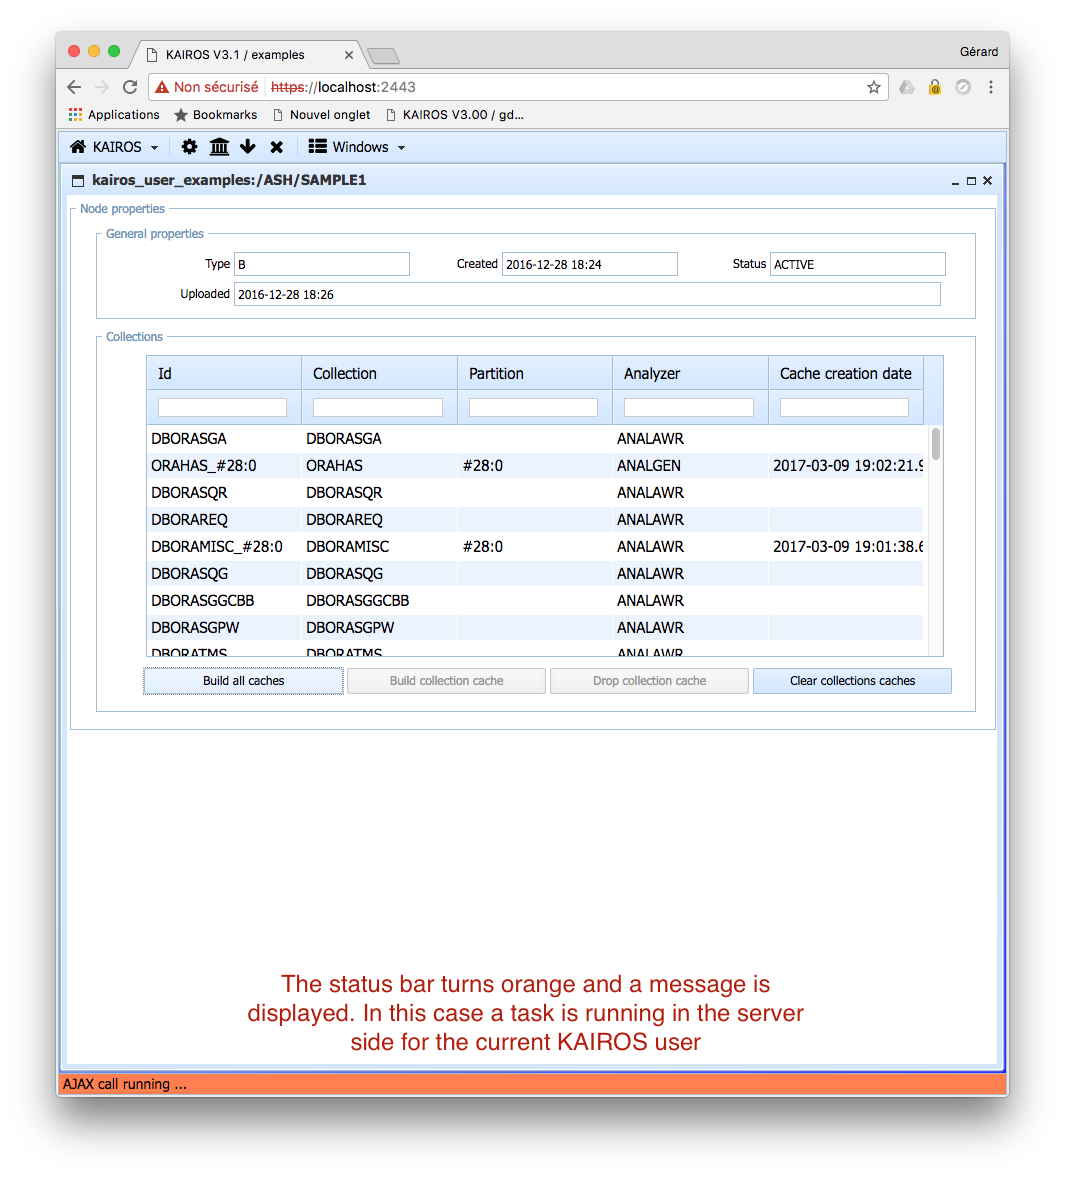 KAIROS V3.1 / examples
Gérard
Non sécurisé https://localhost:2443
Applications Bookmarks Nouvel onglet KAIROS V3.00 / gd...
KAIROS Windows
kairos_user_examples:/ASH/SAMPLE1
Node properties
General properties
Type B Created 2016-12-28 18:24 Status ACTIVE
Uploaded 2016-12-28 18:26
Collections
Id Collection Partition Analyzer Cache creation date
DBORASGA DBORASGA ANALAWR
ORAHAS_#28:0 ORAHAS #28:0 ANALGEN 2017-03-09 19:02:21.9
DBORASQR DBORASQR ANALAWR
DBORAREQ DBORAREQ ANALAWR
DBORAMISC_#28:0 DBORAMISC #28:0 ANALAWR 2017-03-09 19:01:38.6
DBORASQG DBORASQG ANALAWR
DBORASGGCBB DBORASGGCBB ANALAWR
DBORASGPW DBORASGPW ANALAWR
DBORATMS DBORATMS ANALAWR
Build all caches Build collection cache Drop collection cache Clear collections caches
The status bar turns orange and a message is
displayed. In this case a task is running in the server
side for the current KAIROS user
AJAX call running ...